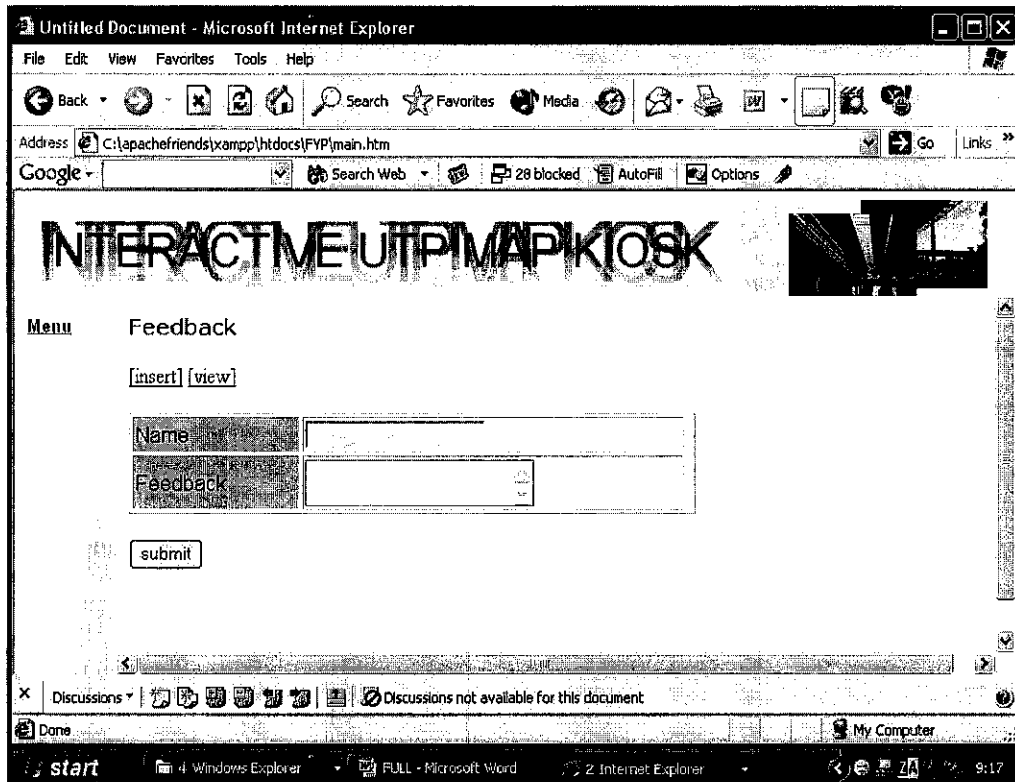 Untitled Document - Microsoft Internet Explorer
File Edit View Favorites Tools Help
Back Search Favorites Media
Address C:\apachefriends\xampp\htdocs\FYP\main.htm Go Links »
Google Search Web 28 blocked AutoFill Options
INTERACTIVE UTP MAP KIOSK
Menu
Feedback
[insert] [view]
Name
Feedback
submit
Discussions Discussions not available for this document
Done My Computer
start 4 Windows Explorer FULL - Microsoft Word 2 Internet Explorer 9:17